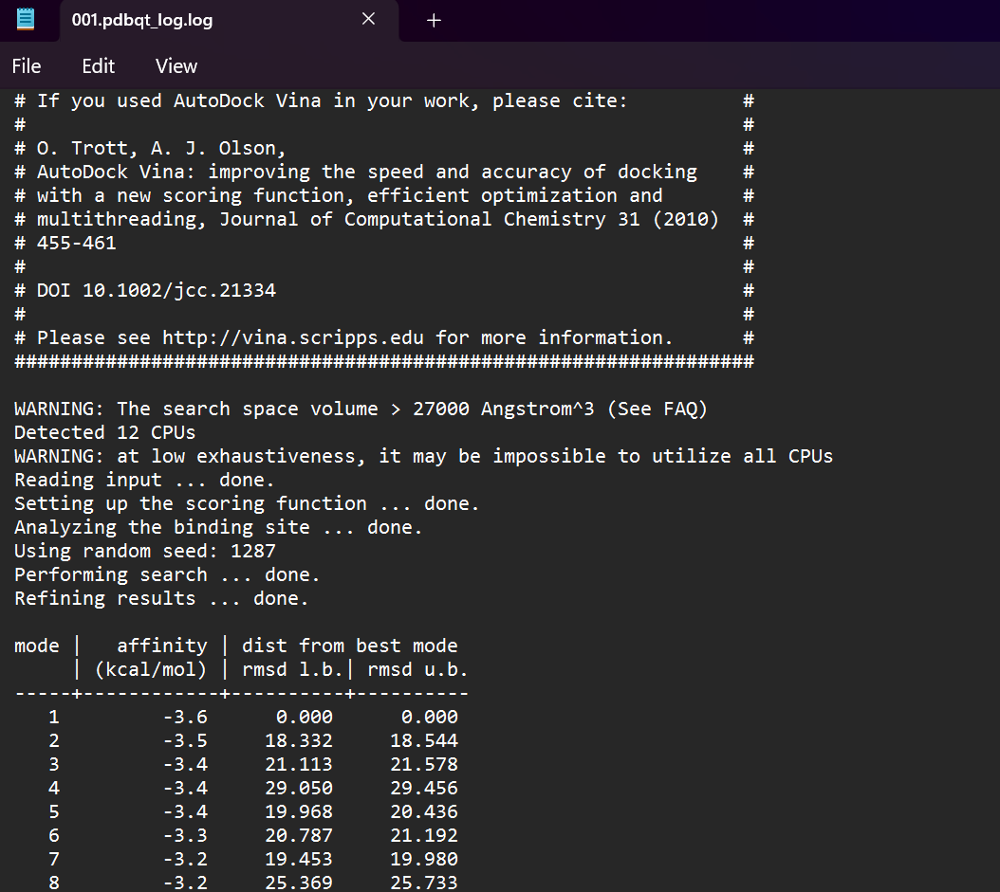 001.pdbqt_log.log
File Edit View
# If you used AutoDock Vina in your work, please cite: #
# #
# O. Trott, A. J. Olson, #
# AutoDock Vina: improving the speed and accuracy of docking #
# with a new scoring function, efficient optimization and #
# multithreading, Journal of Computational Chemistry 31 (2010) #
# 455-461 #
# #
# DOI 10.1002/jcc.21334 #
# #
# Please see http://vina.scripps.edu for more information. #
#################################################################

WARNING: The search space volume > 27000 Angstrom^3 (See FAQ)
Detected 12 CPUs
WARNING: at low exhaustiveness, it may be impossible to utilize all CPUs
Reading input ... done.
Setting up the scoring function ... done.
Analyzing the binding site ... done.
Using random seed: 1287
Performing search ... done.
Refining results ... done.

mode | affinity | dist from best mode
| (kcal/mol) | rmsd l.b.| rmsd u.b.
-----+------------+----------+----------
1 -3.6 0.000 0.000
2 -3.5 18.332 18.544
3 -3.4 21.113 21.578
4 -3.4 29.050 29.456
5 -3.4 19.968 20.436
6 -3.3 20.787 21.192
7 -3.2 19.453 19.980
8 -3.2 25.369 25.733